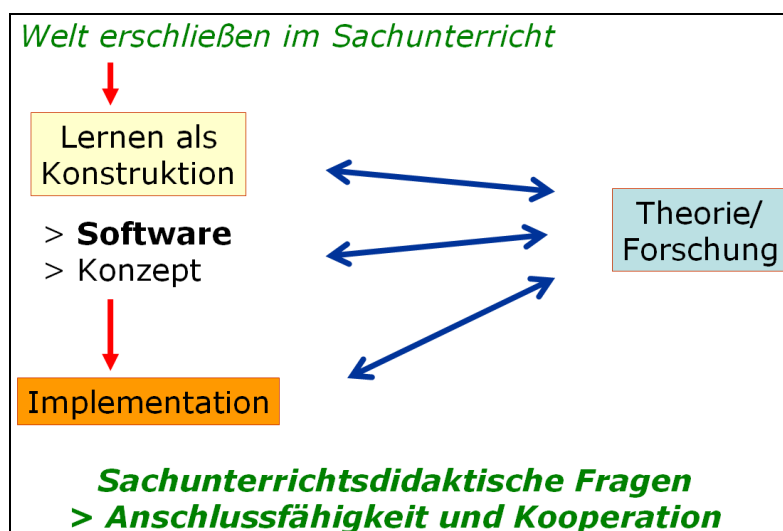 Welt erschließen im Sachunterricht
Lernen als
Konstruktion
> Software
> Konzept
Implementation
Theorie/
Forschung
Sachunterrichtsdidaktische Fragen
> Anschlussfähigkeit und Kooperation